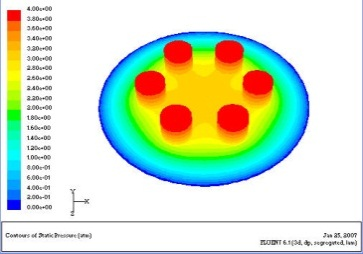 4.00e+00
3.80e+00
3.60e+00
3.40e+00
3.20e+00
3.00e+00
2.80e+00
2.60e+00
2.40e+00
2.20e+00
2.00e+00
1.80e+00
1.60e+00
1.40e+00
1.20e+00
1.00e+00
8.00e-01
6.00e-01
4.00e-01
2.00e-01
0.00e+00
Contours of Static Pressure (atm)
Jan 25, 2007
FLUENT 6.1 (3d, dp, segregated, lam)